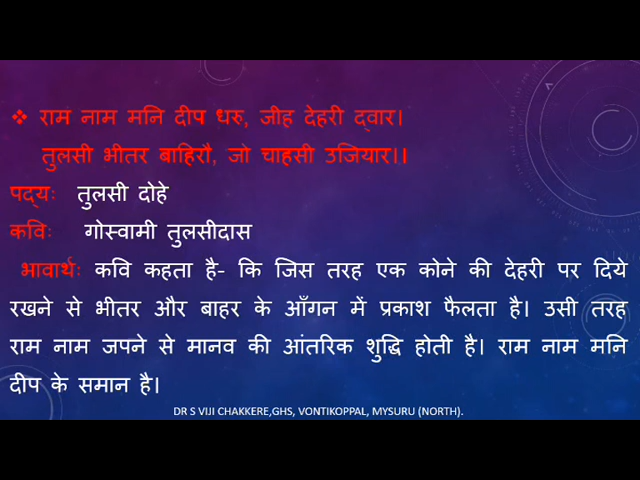 ❖ राम नाम मनि दीप धरु, जीह देहरी द्वार।
तुलसी भीतर बाहिरौ, जो चाहसी उजियार।।
पद्यः तुलसी दोहे
कविः गोस्वामी तुलसीदास
भावार्थः कवि कहता है- कि जिस तरह एक कोने की देहरी पर दिये
रखने से भीतर और बाहर के आँगन में प्रकाश फैलता है। उसी तरह
राम नाम जपने से मानव की आंतरिक शुद्धि होती है। राम नाम मनि
दीप के समान है।
DR S VIJI CHAKKERE,GHS, VONTIKOPPAL, MYSURU (NORTH).